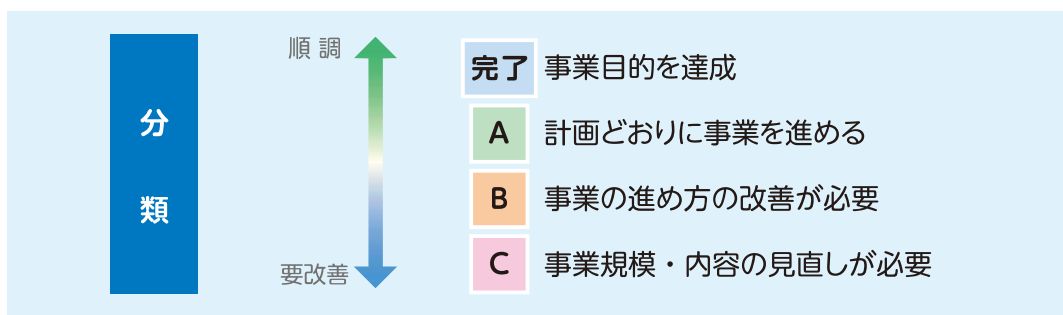 分類
順調
要改善
完了 事業目的を達成
A 計画どおりに事業を進める
B 事業の進め方の改善が必要
C 事業規模・内容の見直しが必要